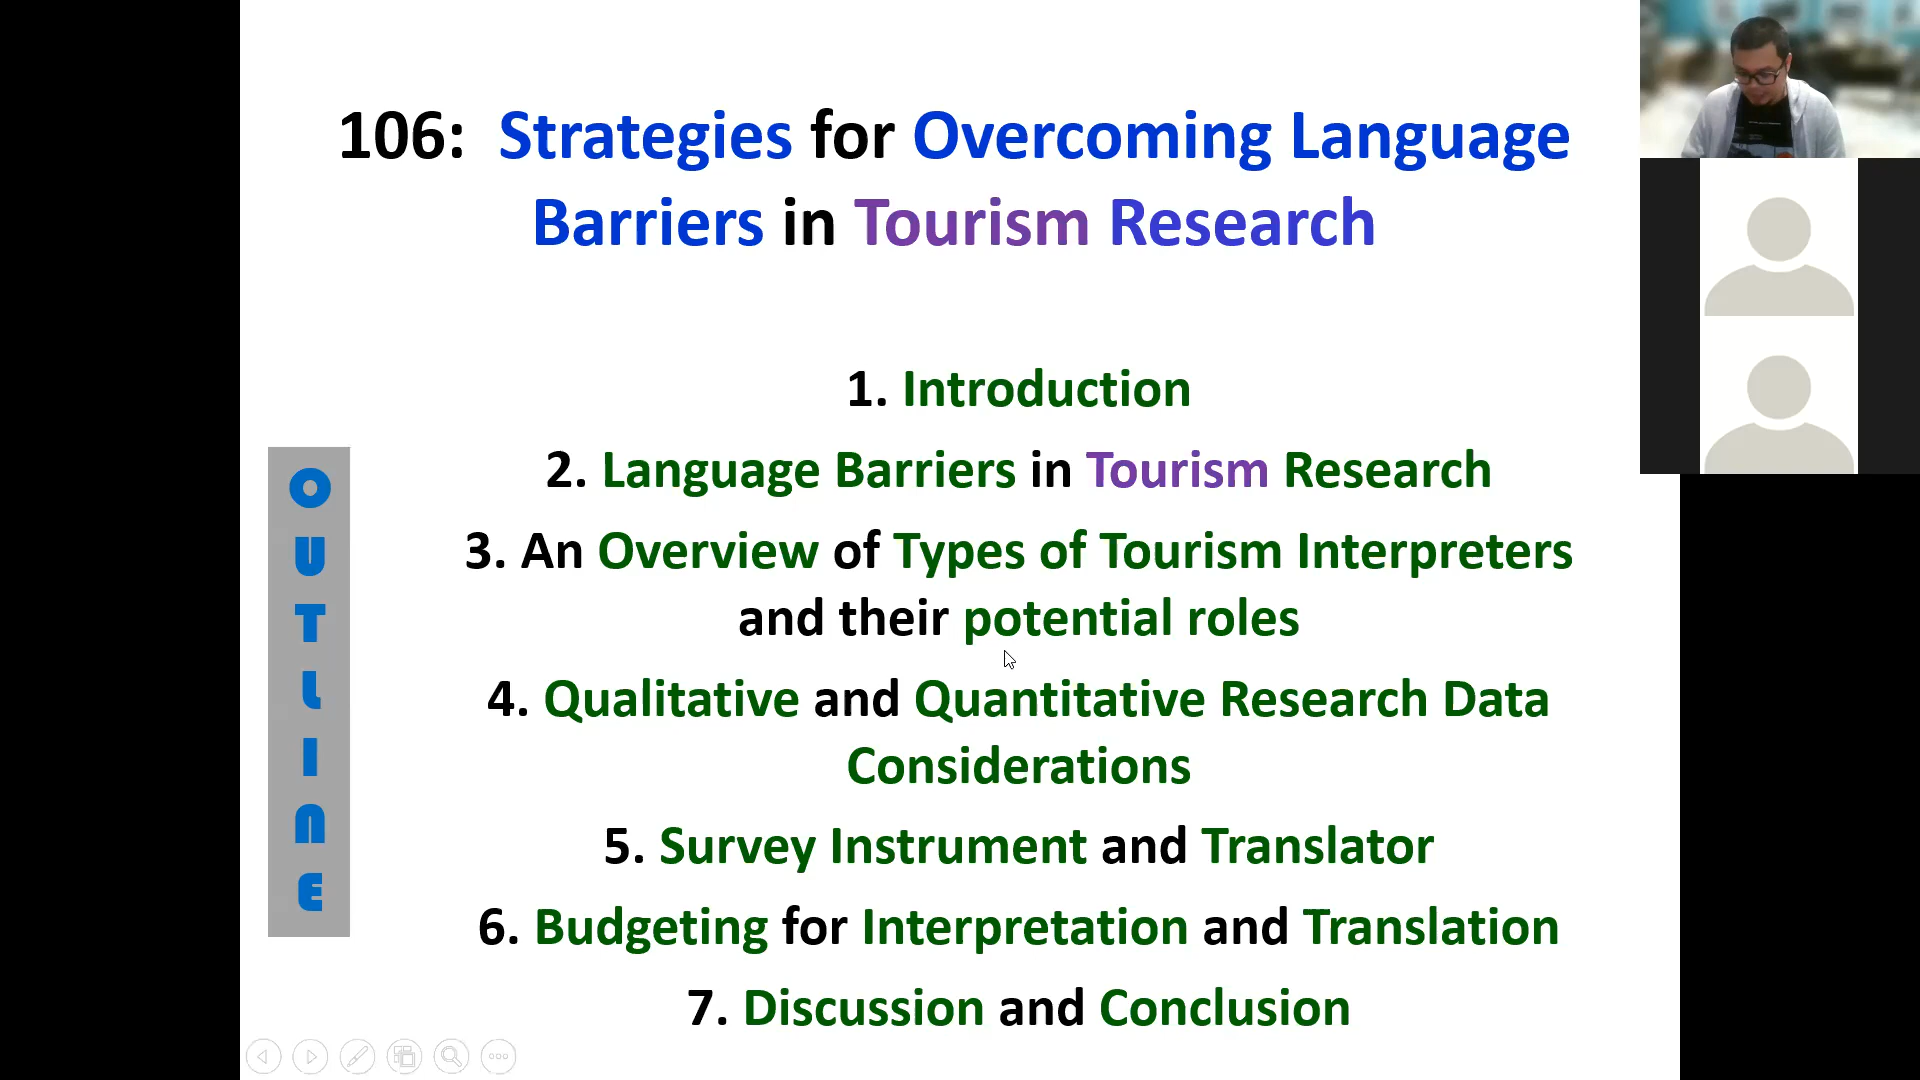 106: Strategies for Overcoming Language
Barriers in Tourism Research
OUTLINE
1. Introduction
2. Language Barriers in Tourism Research
3. An Overview of Types of Tourism Interpreters
and their potential roles
4. Qualitative and Quantitative Research Data
Considerations
5. Survey Instrument and Translator
6. Budgeting for Interpretation and Translation
7. Discussion and Conclusion